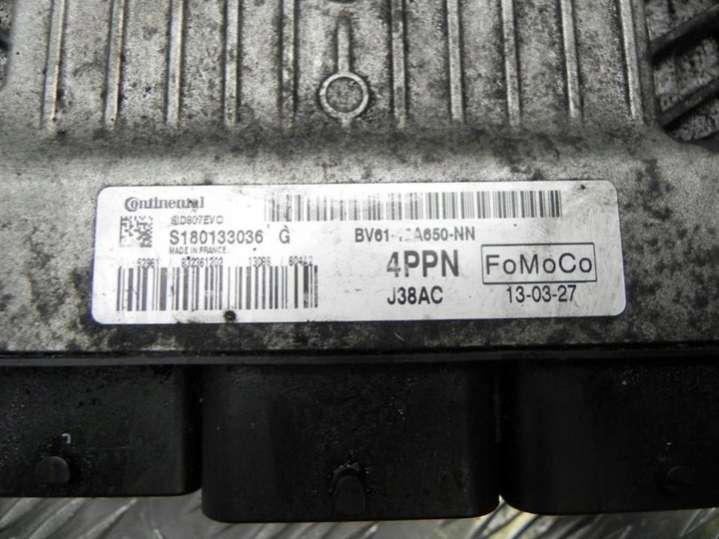 Continental
SID807EVO
S180133036 G
MADE IN FRANCE
BV61- A650-NN
4PPN
FoMoCo
J38AC
13-03-27